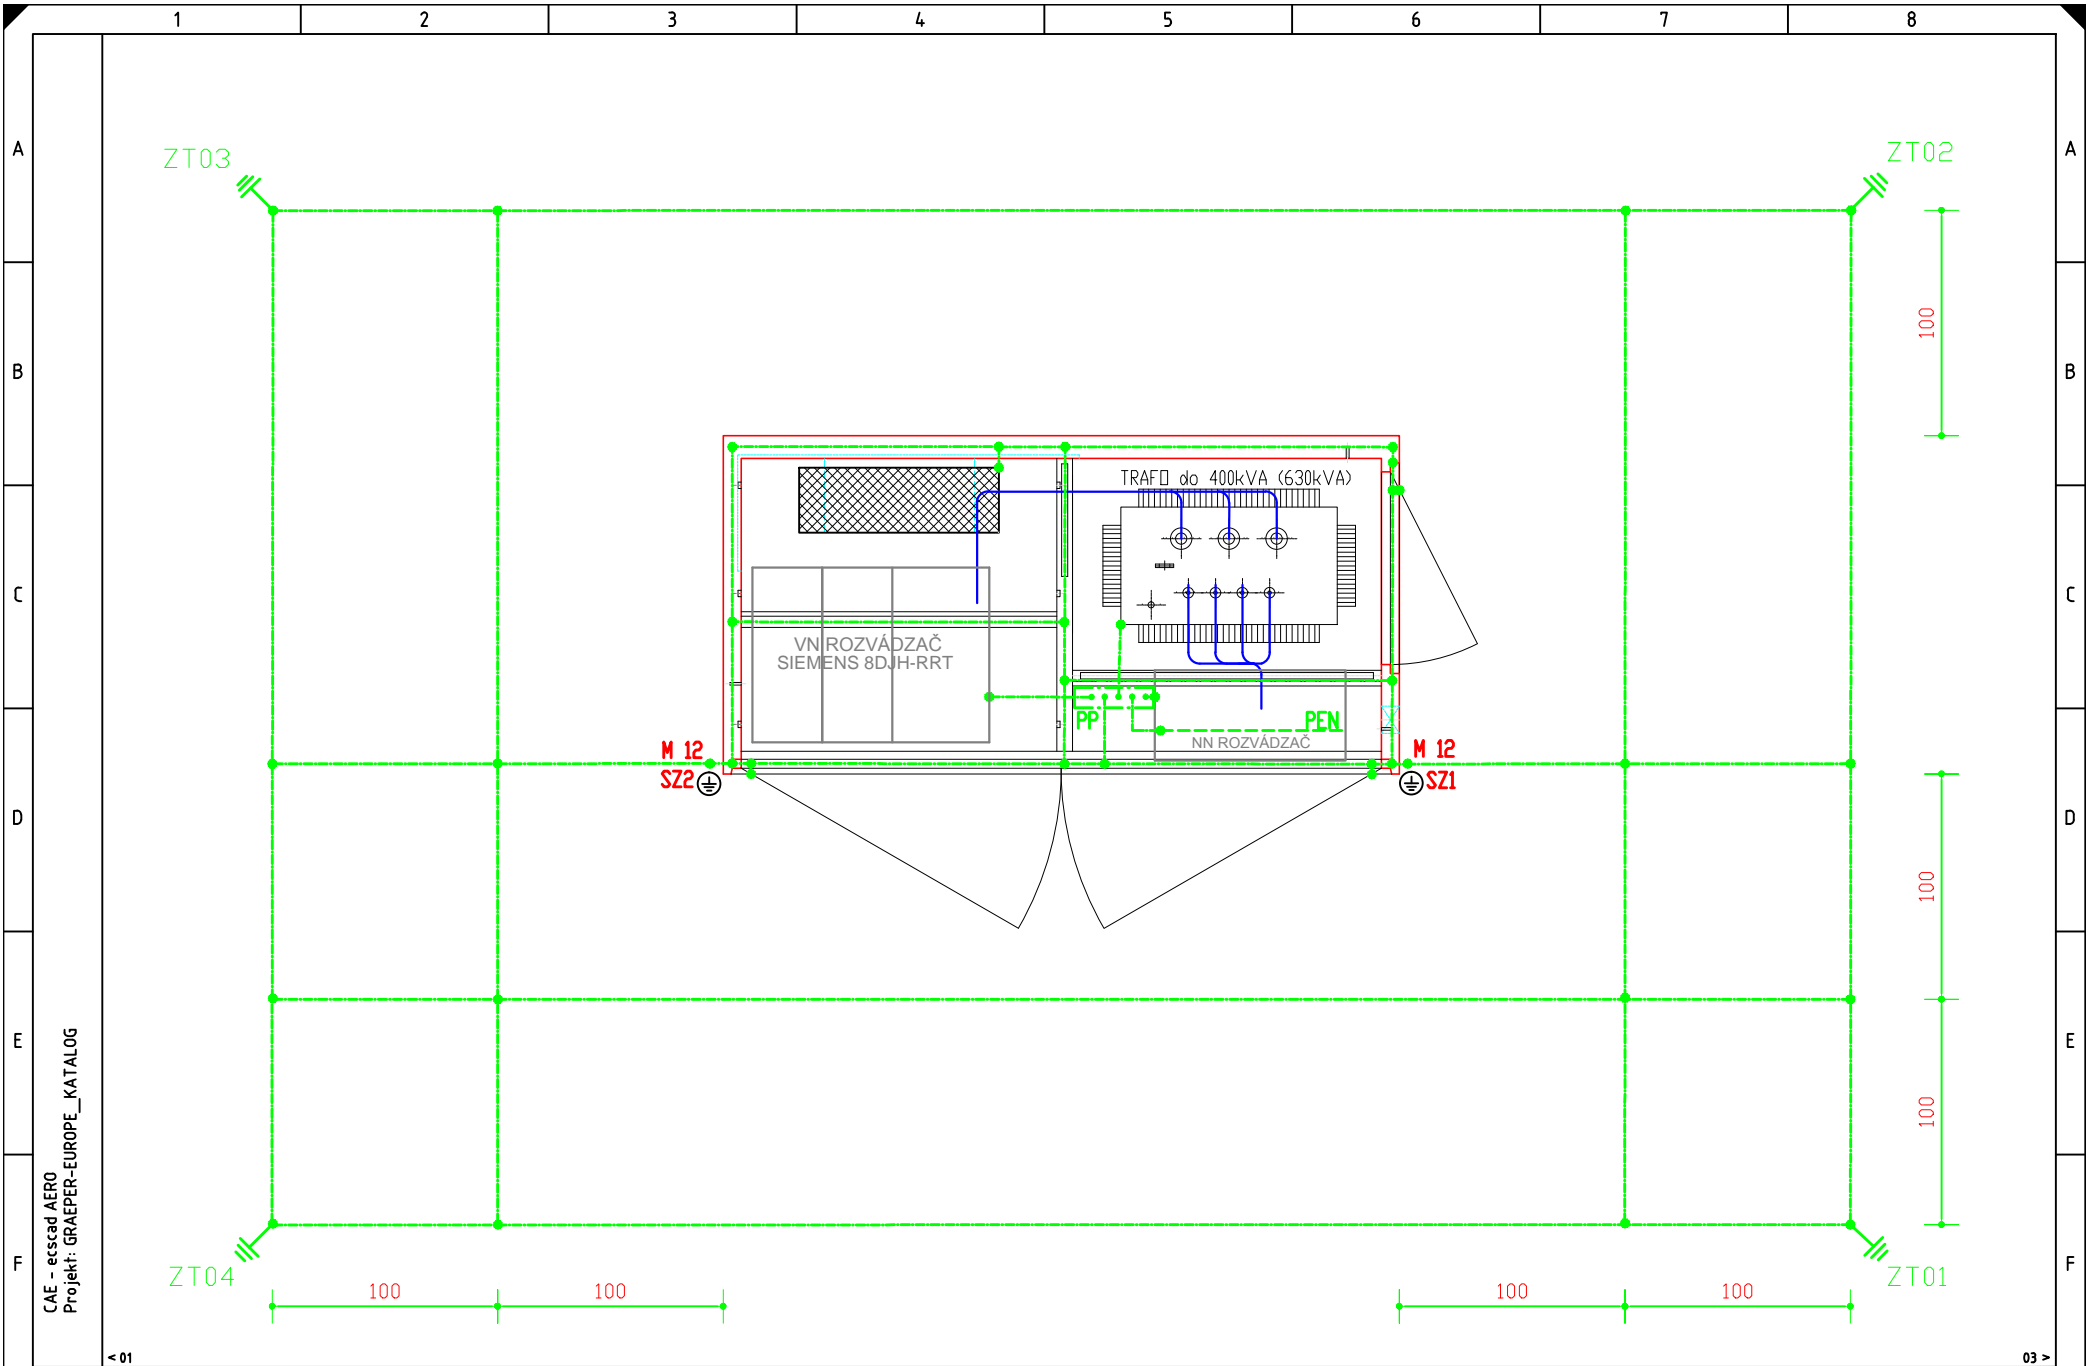 1 2 3 4 5 6 7 8
A
A
ZT03
ZT02
100
B
B
TRAFO do 400kVA (630kVA)
C
C
VN ROZVÁDZAČ
SIEMENS 8DJH-RRT
PP
PEN
NN ROZVÁDZAČ
M 12
M 12
SZ2
SZ1
D
D
100
E
E
100
CAE - ecscad AERO
Projekt: GRAEPER-EUROPE_KATALOG
F
F
ZT04
ZT01
100
100
100
100
< 01
03 >